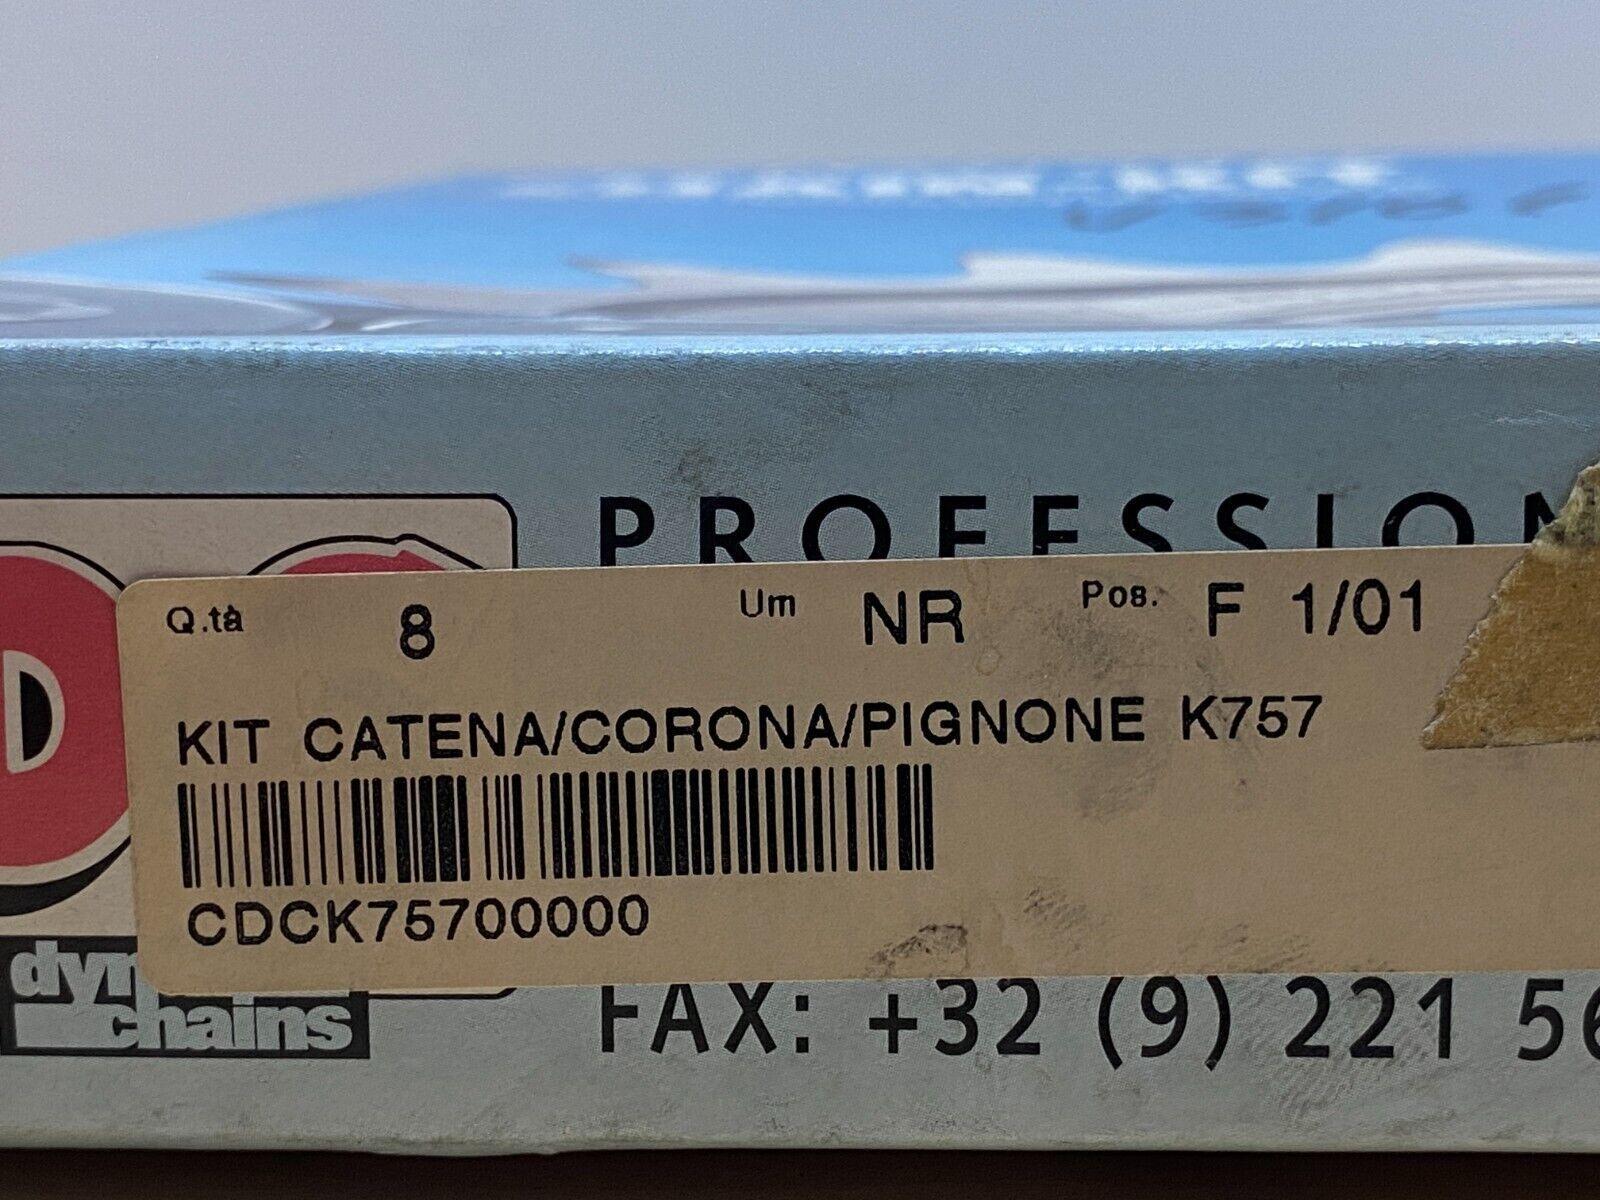 PROFESSION
Q.tà 8 Um NR Pos. F 1/01
KIT CATENA/CORONA/PIGNONE K757
CDCK75700000
D
chains
FAX: +32 (9) 221 56